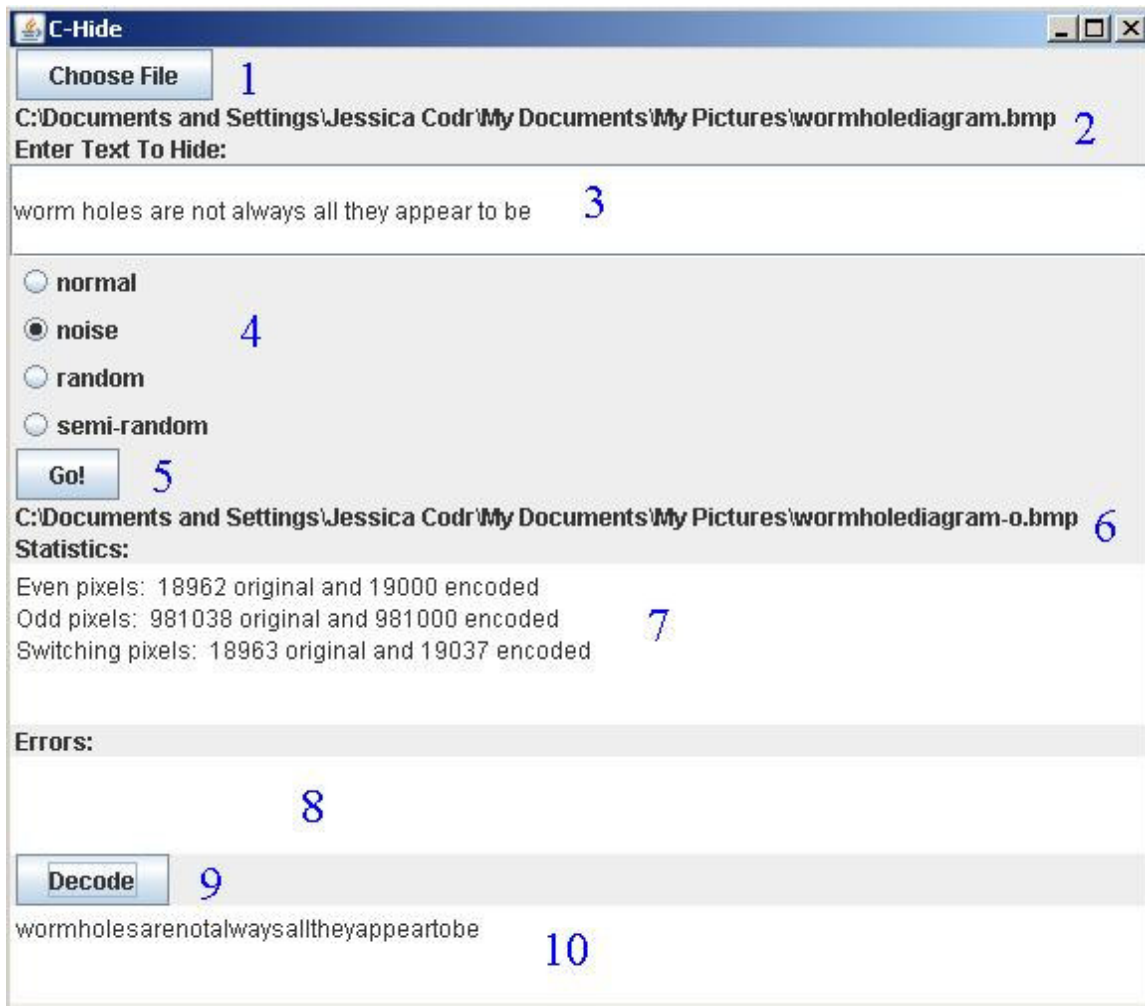 C-Hide
Choose File 1
C:\Documents and Settings\Jessica Codr\My Documents\My Pictures\wormholediagram.bmp 2
Enter Text To Hide:
worm holes are not always all they appear to be 3
normal
noise 4
random
semi-random
Go! 5
C:\Documents and Settings\Jessica Codr\My Documents\My Pictures\wormholediagram-o.bmp 6
Statistics:
Even pixels: 18962 original and 19000 encoded
Odd pixels: 981038 original and 981000 encoded 7
Switching pixels: 18963 original and 19037 encoded
Errors:
8
Decode 9
wormholesarenotalwaysalltheyappeartobe 10